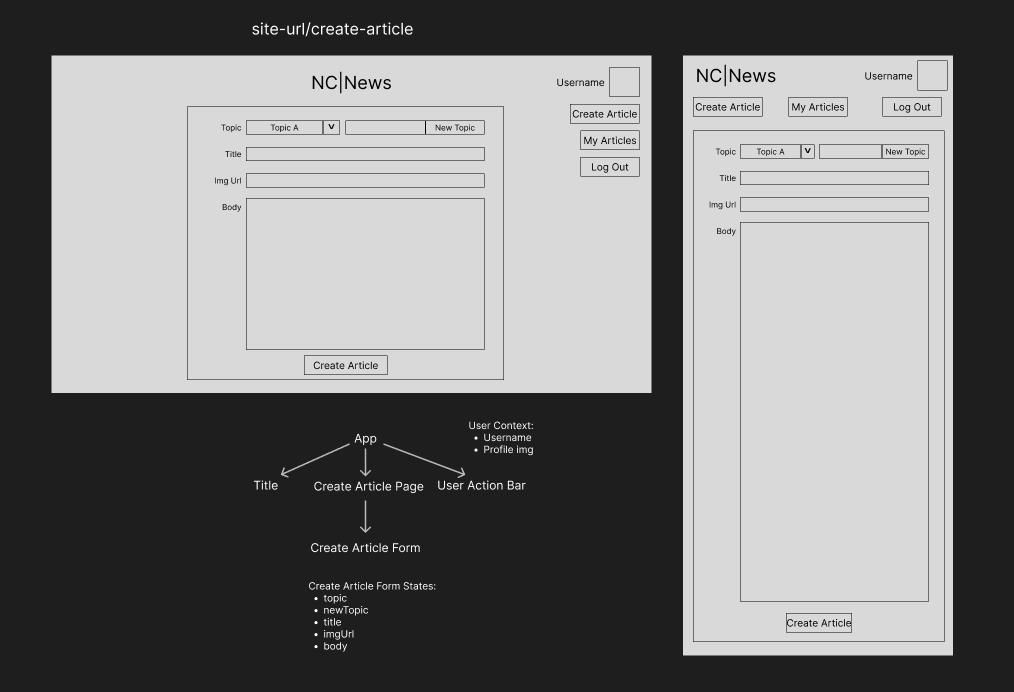 site-url/create-article
NC|News
Username
Create Article
My Articles
Log Out
Topic Topic A V New Topic
Title
Img Url
Body
Create Article
NC|News Username
Create Article My Articles Log Out
Topic Topic A V New Topic
Title
Img Url
Body
Create Article
User Context:
• Username
• Profile img
App
Title Create Article Page User Action Bar
Create Article Form
Create Article Form States:
• topic
• newTopic
• title
• imgUrl
• body